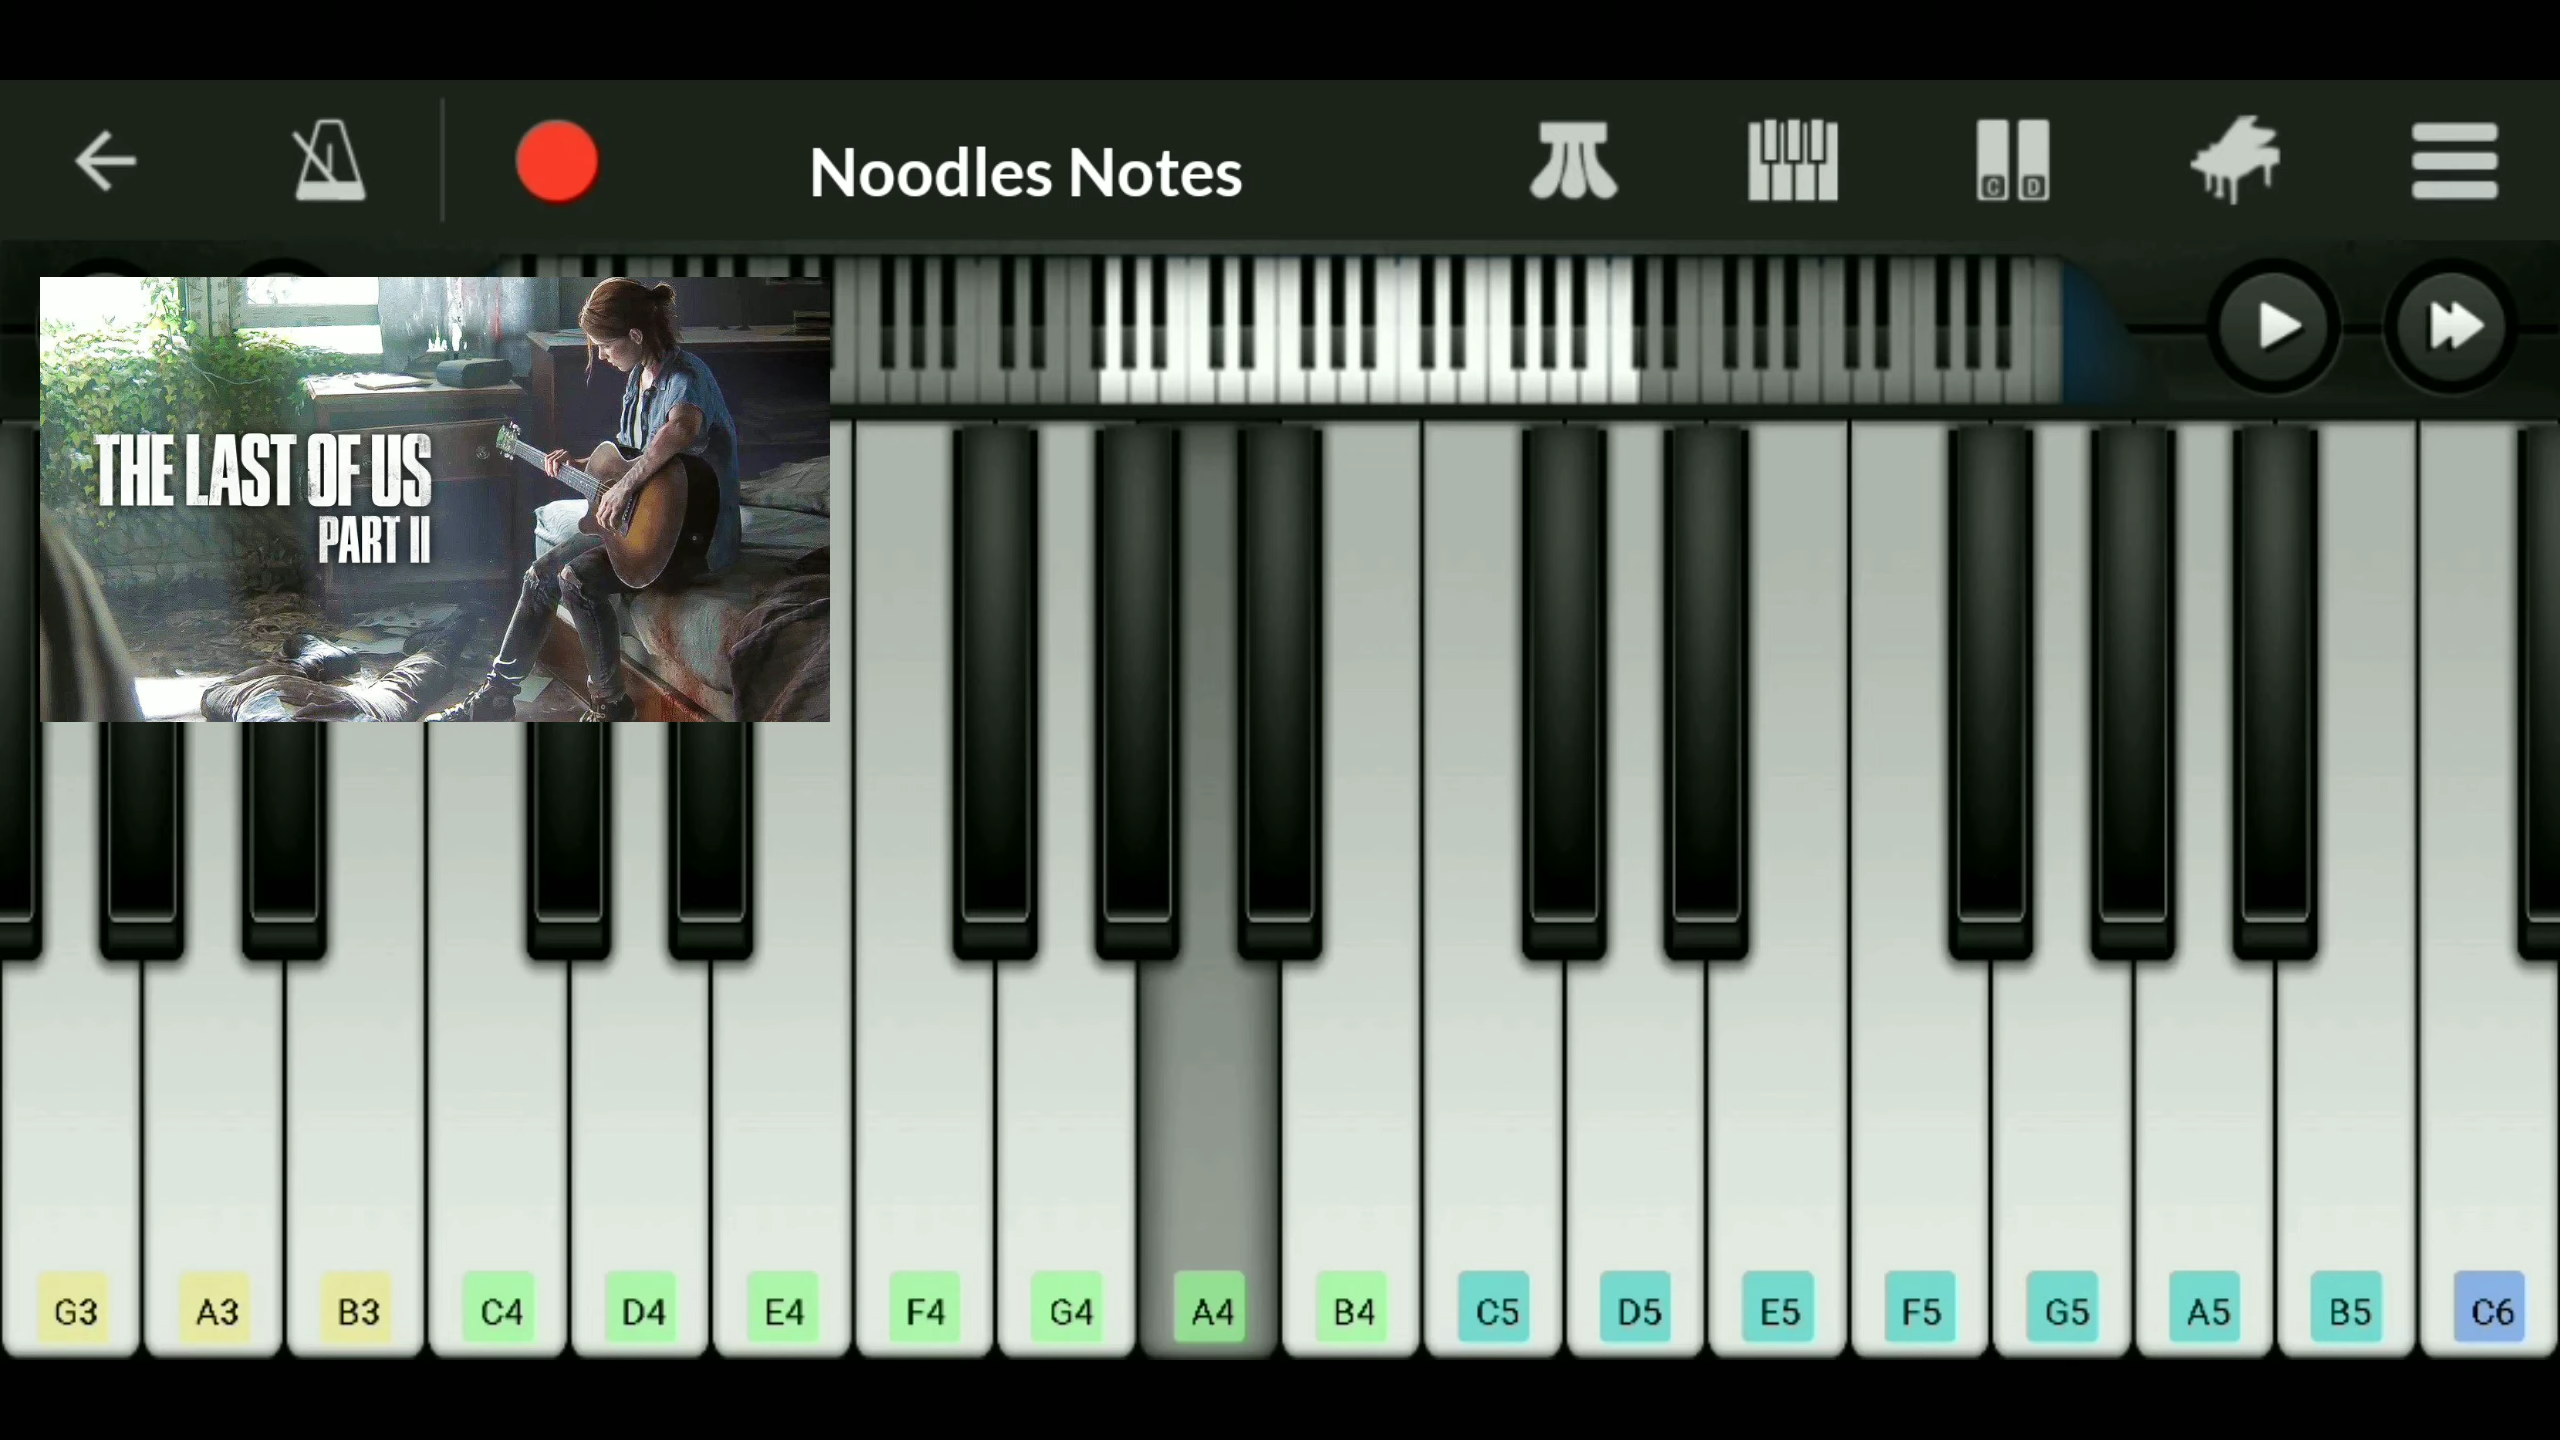 Noodles Notes
C D
THE LAST OF US
PART II
G3 A3 B3 C4 D4 E4 F4 G4 A4 B4 C5 D5 E5 F5 G5 A5 B5 C6